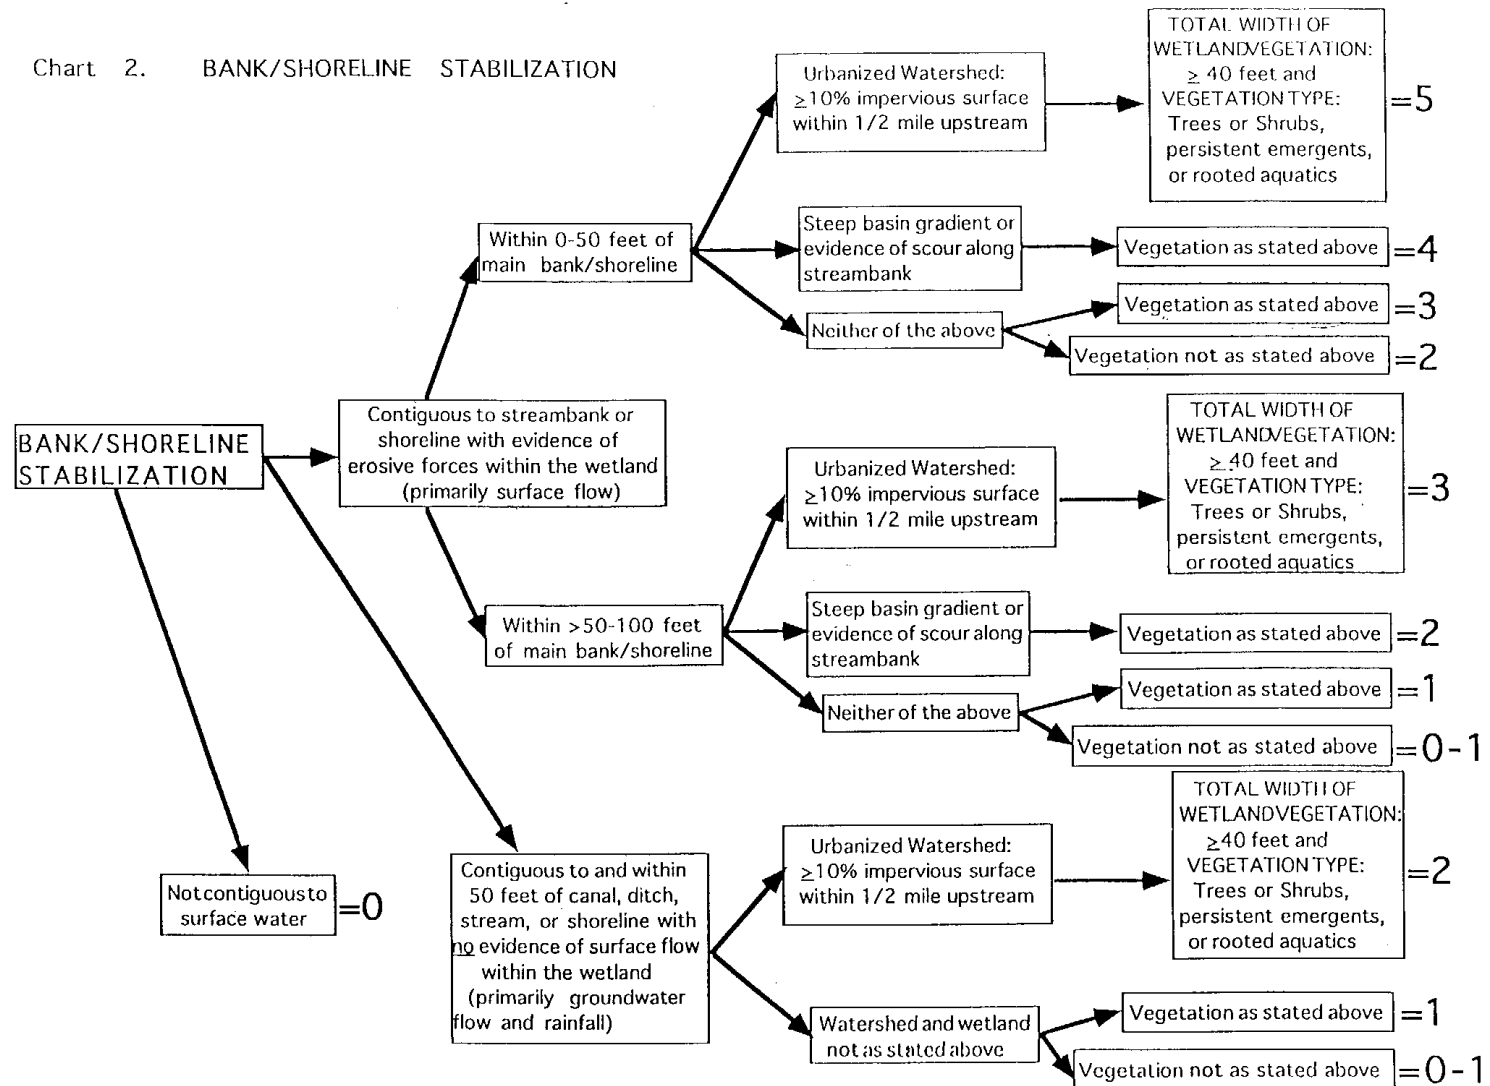 Chart 2. BANK/SHORELINE STABILIZATION
BANK/SHORELINE
STABILIZATION
Not contiguous to
surface water
=0
Contiguous to streambank or
shoreline with evidence of
erosive forces within the wetland
(primarily surface flow)
Within 0-50 feet of
main bank/shoreline
Urbanized Watershed:
≥10% impervious surface
within 1/2 mile upstream
TOTAL WIDTH OF
WETLANDVEGETATION:
≥ 40 feet and
VEGETATION TYPE:
Trees or Shrubs,
persistent emergents,
or rooted aquatics
=5
Steep basin gradient or
evidence of scour along
streambank
Vegetation as stated above
=4
Neither of the above
Vegetation as stated above
=3
Vegetation not as stated above
=2
Within >50-100 feet
of main bank/shoreline
Urbanized Watershed:
≥10% impervious surface
within 1/2 mile upstream
TOTAL WIDTH OF
WETLANDVEGETATION:
≥ 40 feet and
VEGETATION TYPE:
Trees or Shrubs,
persistent emergents,
or rooted aquatics
=3
Steep basin gradient or
evidence of scour along
streambank
Vegetation as stated above
=2
Neither of the above
Vegetation as stated above
=1
Vegetation not as stated above
=0-1
Contiguous to and within
50 feet of canal, ditch,
stream, or shoreline with
no evidence of surface flow
within the wetland
(primarily groundwater
flow and rainfall)
Urbanized Watershed:
≥10% impervious surface
within 1/2 mile upstream
TOTAL WIDTH OF
WETLANDVEGETATION:
≥40 feet and
VEGETATION TYPE:
Trees or Shrubs,
persistent emergents,
or rooted aquatics
=2
Watershed and wetland
not as stated above
Vegetation as stated above
=1
Vegetation not as stated above
=0-1